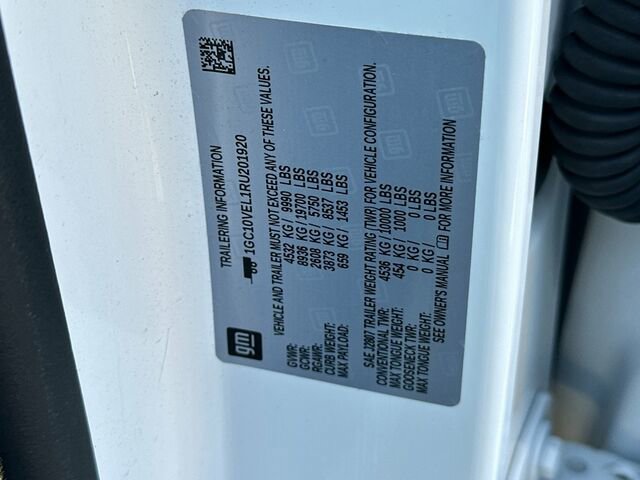 gm
TRAILERING INFORMATION
1GC10VEL1RU201920
VEHICLE AND TRAILER MUST NOT EXCEED ANY OF THESE VALUES.
GVWR: 4532 KG / 9990 LBS
GCWR: 8936 KG / 19700 LBS
RGAWR: 2608 KG / 5750 LBS
CURB WEIGHT: 3873 KG / 8537 LBS
MAX PAYLOAD: 659 KG / 1453 LBS
SAE J2807 TRAILER WEIGHT RATING (TWR) FOR VEHICLE CONFIGURATION.
CONVENTIONAL TWR: 4536 KG / 10000 LBS
MAX TONGUE WEIGHT: 454 KG / 1000 LBS
GOOSENECK TWR: 0 KG / 0 LBS
MAX TONGUE WEIGHT: 0 KG / 0 LBS
SEE OWNER'S MANUAL FOR MORE INFORMATION